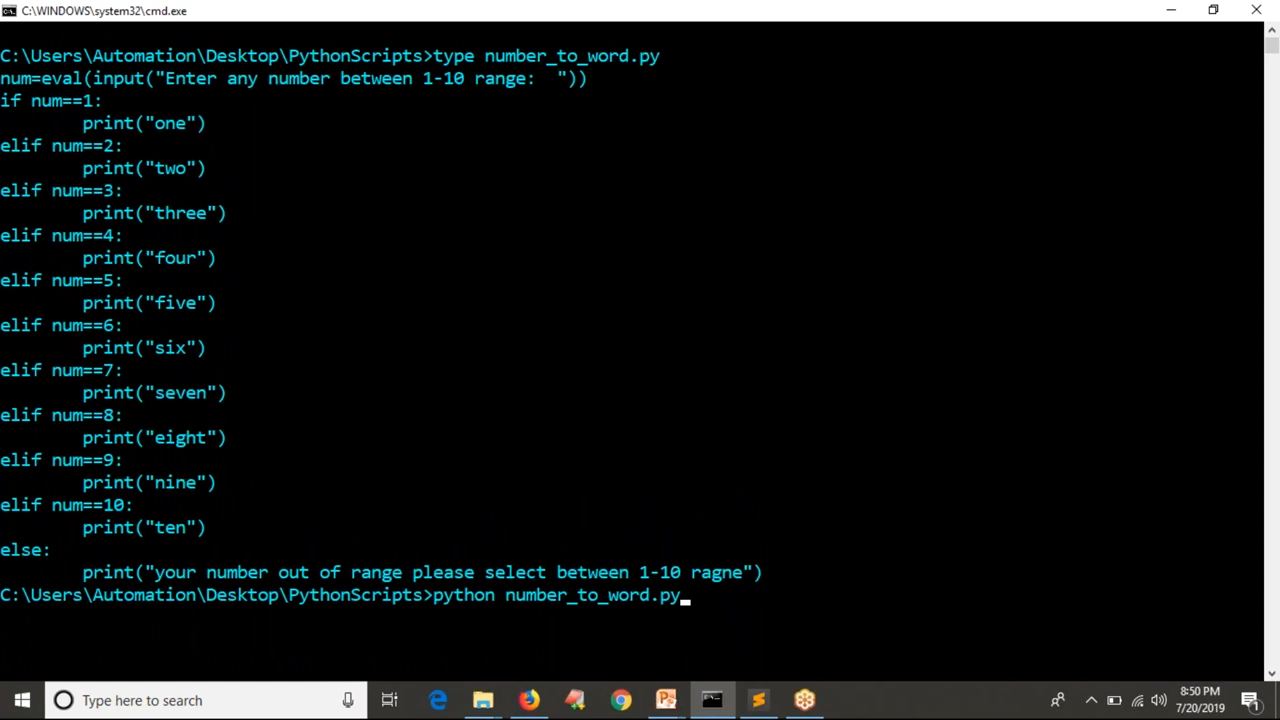 C:\WINDOWS\system32\cmd.exe
C:\Users\Automation\Desktop\PythonScripts>type number_to_word.py
num=eval(input("Enter any number between 1-10 range:  "))
if num==1:
        print("one")
elif num==2:
        print("two")
elif num==3:
        print("three")
elif num==4:
        print("four")
elif num==5:
        print("five")
elif num==6:
        print("six")
elif num==7:
        print("seven")
elif num==8:
        print("eight")
elif num==9:
        print("nine")
elif num==10:
        print("ten")
else:
        print("your number out of range please select between 1-10 ragne")
C:\Users\Automation\Desktop\PythonScripts>python number_to_word.py
Type here to search
8:50 PM
7/20/2019